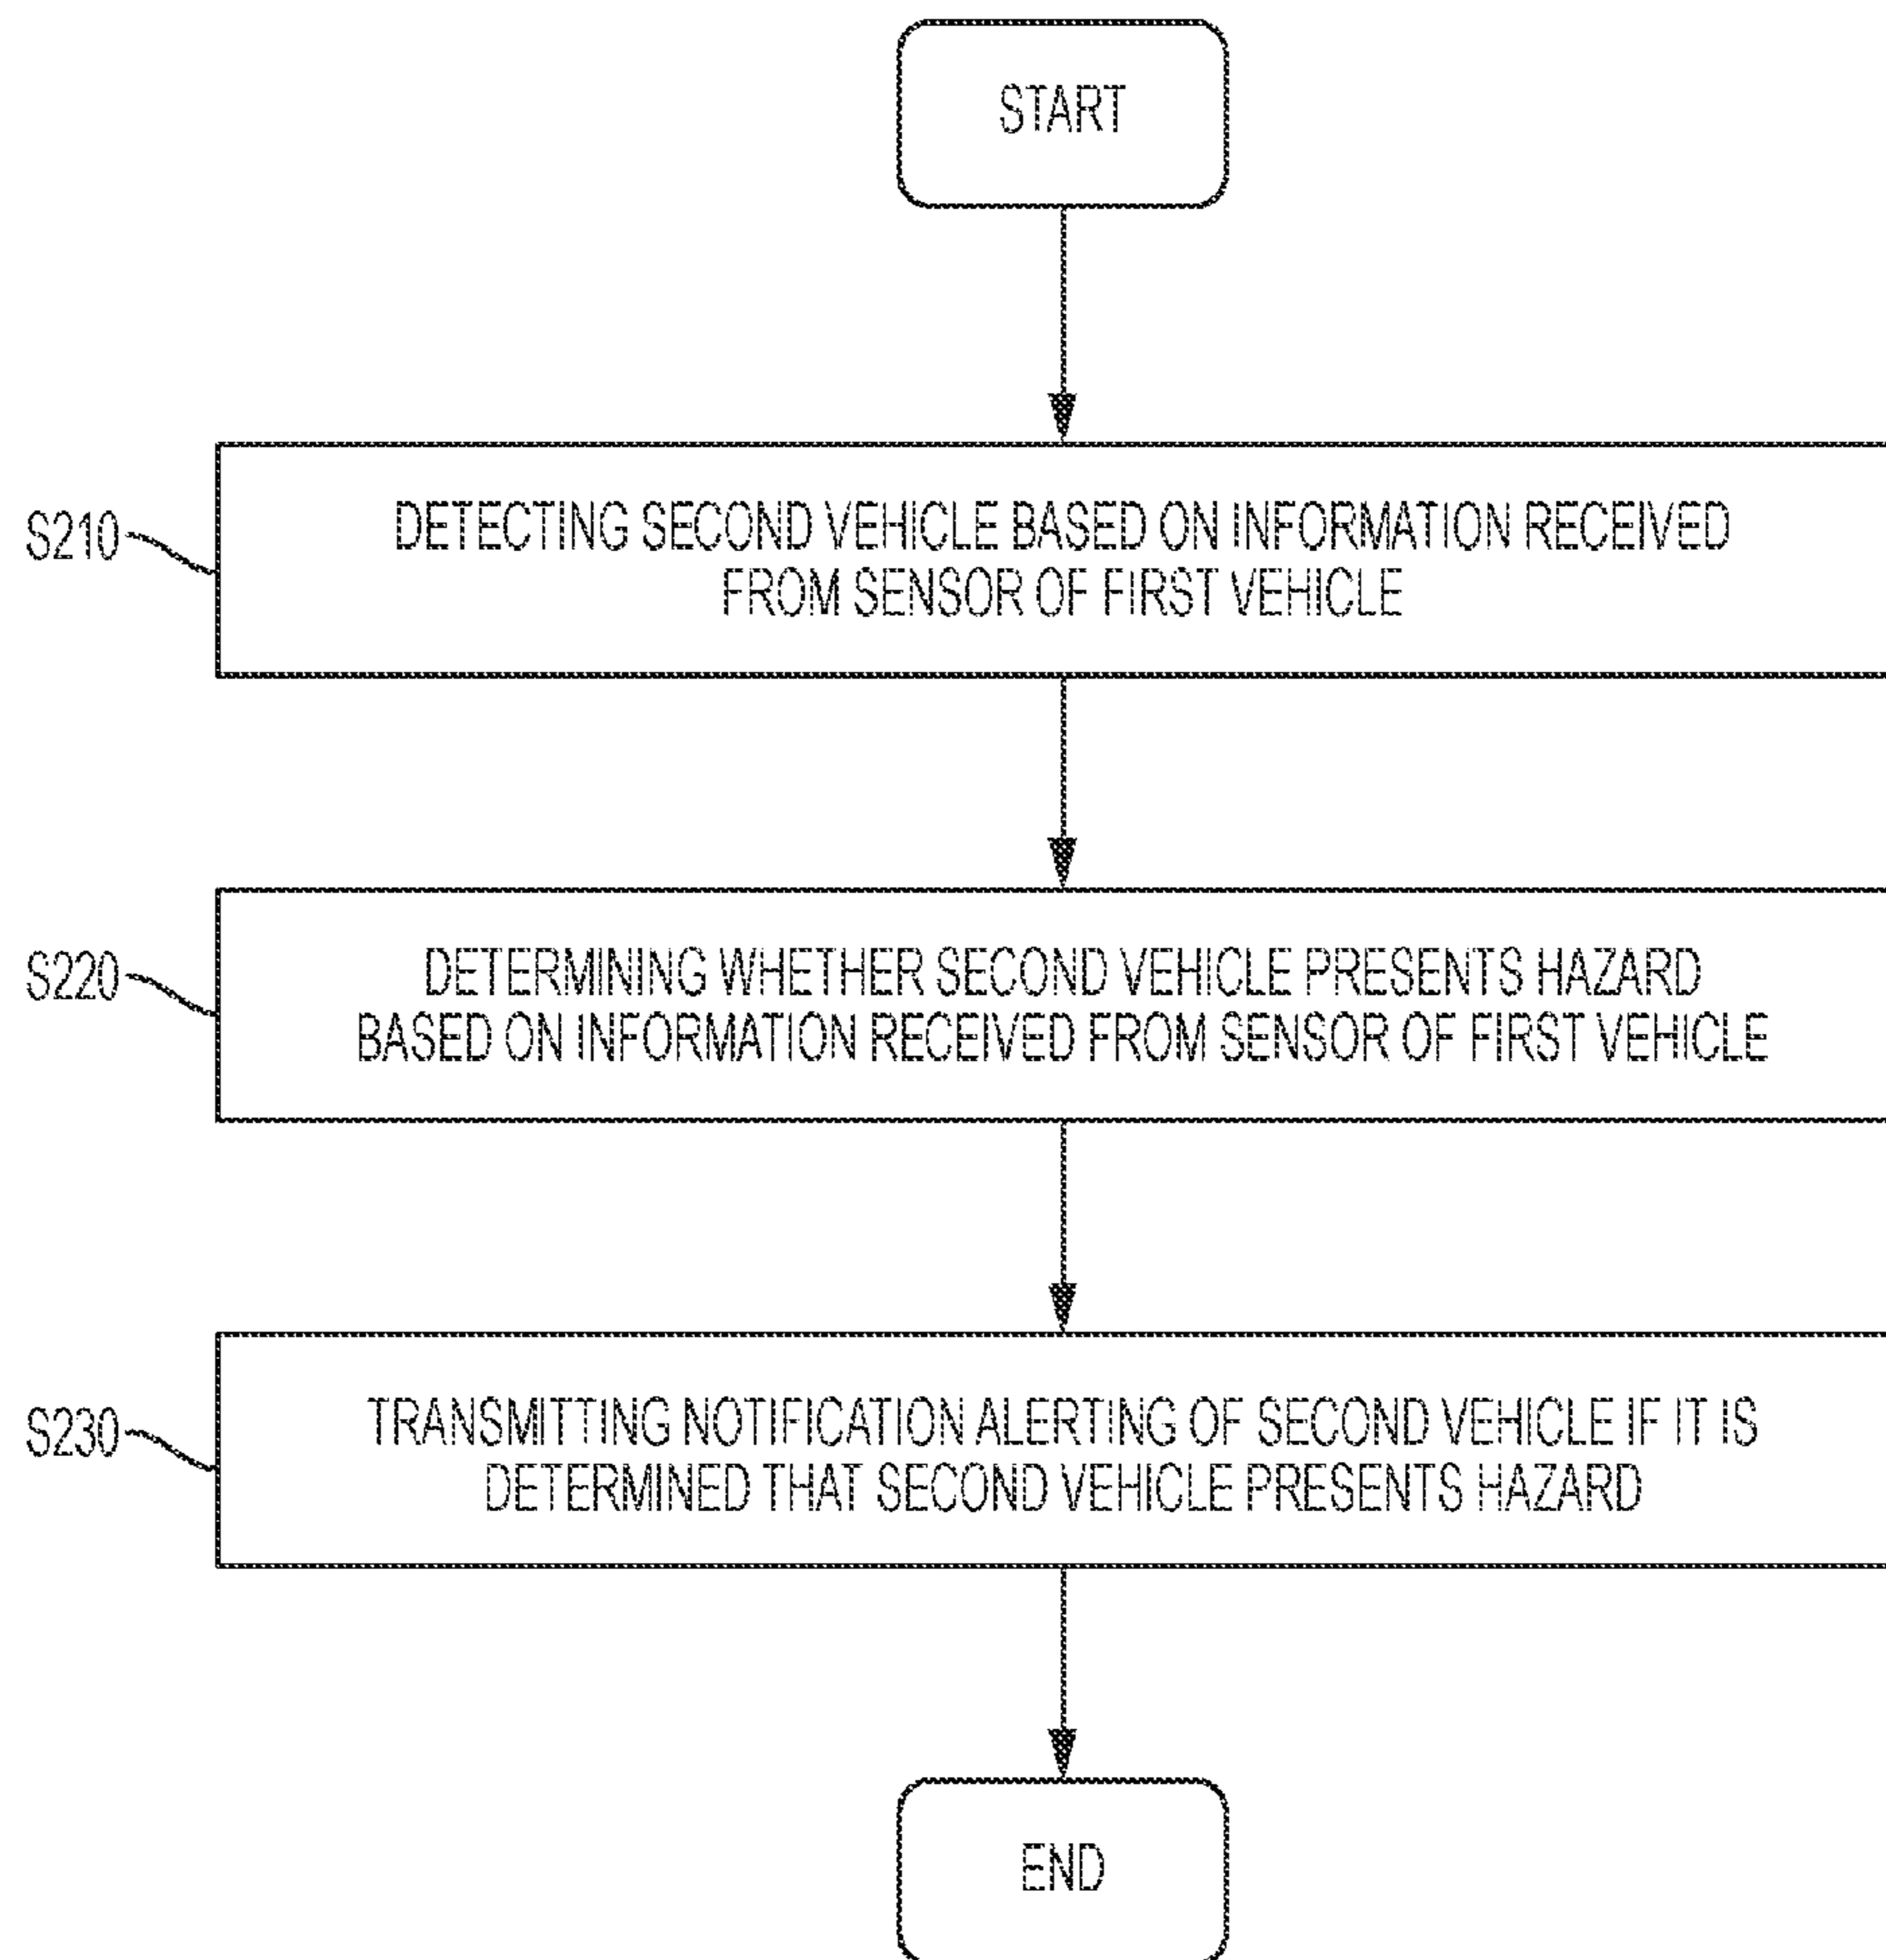 START
S210
DETECTING SECOND VEHICLE BASED ON INFORMATION RECEIVED
FROM SENSOR OF FIRST VEHICLE
S220
DETERMINING WHETHER SECOND VEHICLE PRESENTS HAZARD
BASED ON INFORMATION RECEIVED FROM SENSOR OF FIRST VEHICLE
S230
TRANSMITTING NOTIFICATION ALERTING OF SECOND VEHICLE IF IT IS
DETERMINED THAT SECOND VEHICLE PRESENTS HAZARD
END